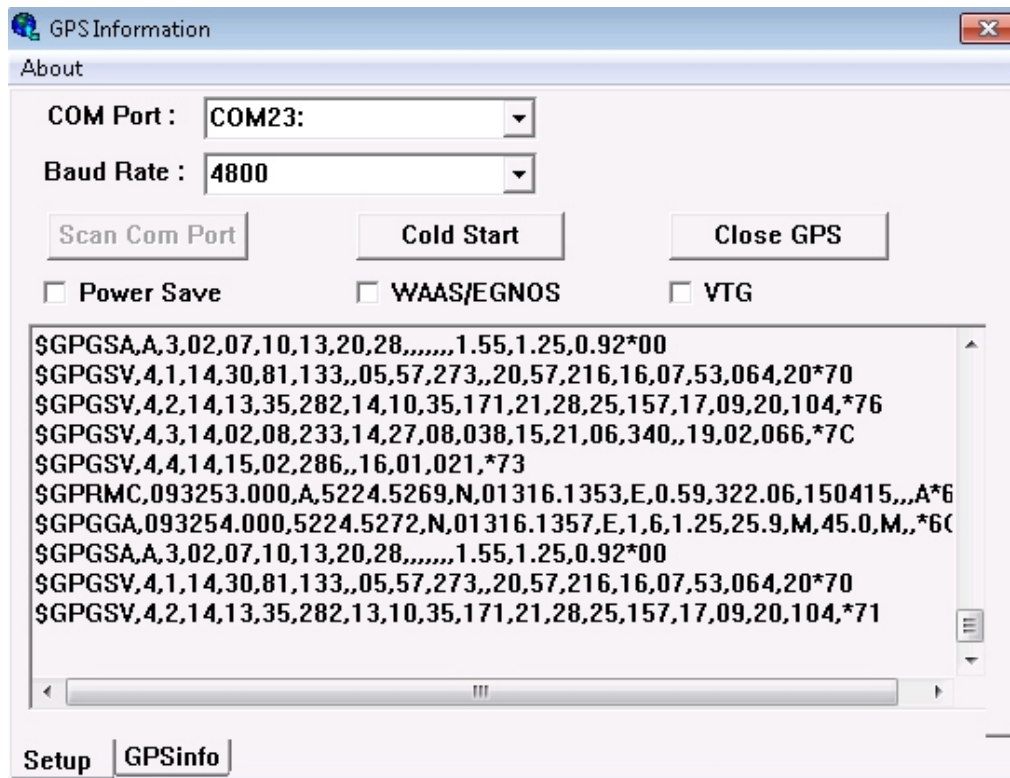 GPSInformation
About
COM Port :
COM23:
Baud Rate :
4800
Scan Com Port
Cold Start
Close GPS
Power Save
WAAS/EGNOS
VTG
$GPGSA,A,3,02,07,10,13,20,28,,,,,,,1.55,1.25,0.92*00
$GPGSV,4,1,14,30,81,133,,05,57,273,,20,57,216,16,07,53,064,20*70
$GPGSV,4,2,14,13,35,282,14,10,35,171,21,28,25,157,17,09,20,104,*76
$GPGSV,4,3,14,02,08,233,14,27,08,038,15,21,06,340,,19,02,066,*7C
$GPGSV,4,4,14,15,02,286,,16,01,021,*73
$GPRMC,093253.000,A,5224.5269,N,01316.1353,E,0.59,322.06,150415,,,A*6
$GPGGA,093254.000,5224.5272,N,01316.1357,E,1,6,1.25,25.9,M,45.0,M,,*6
$GPGSA,A,3,02,07,10,13,20,28,,,,,,,1.55,1.25,0.92*00
$GPGSV,4,1,14,30,81,133,,05,57,273,,20,57,216,16,07,53,064,20*70
$GPGSV,4,2,14,13,35,282,13,10,35,171,21,28,25,157,17,09,20,104,*71
Setup
GPSinfo